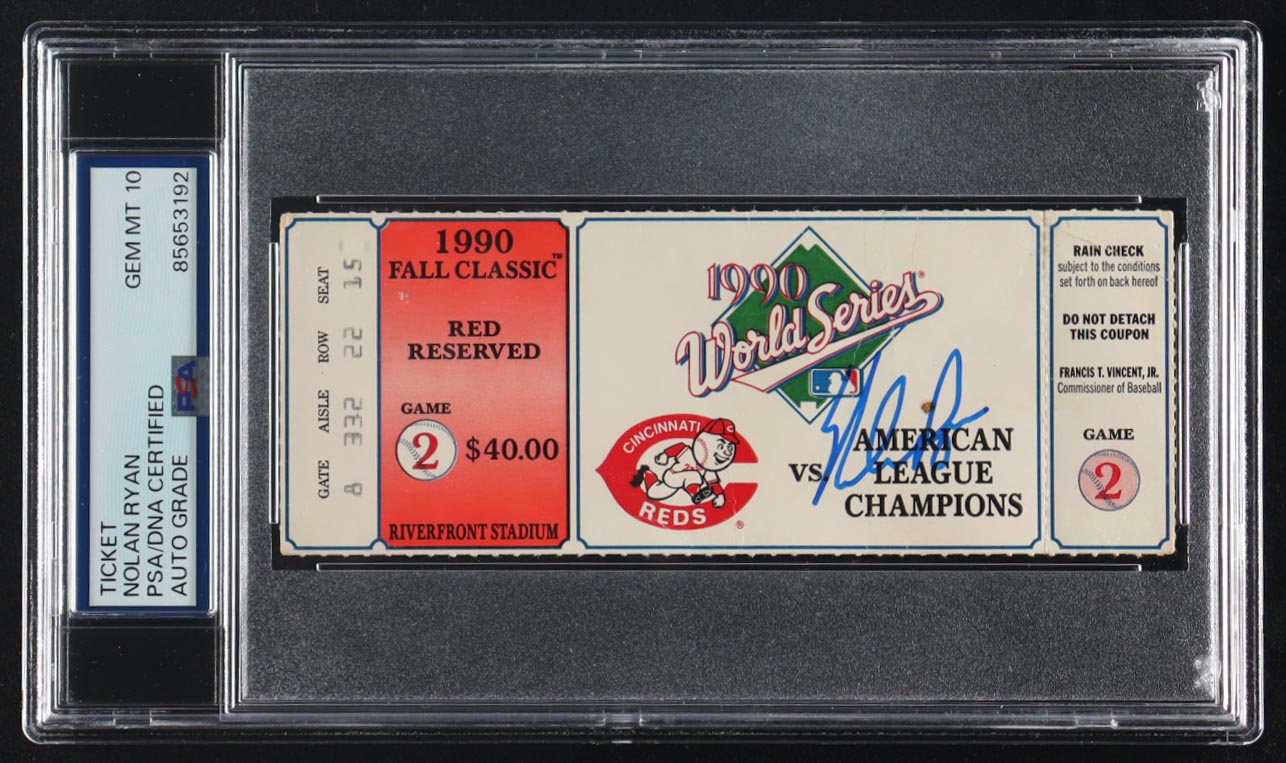 TICKET
NOLAN RYAN
PSA/DNA CERTIFIED
AUTO GRADE
GEM MT 10
85653192
PSA
GATE AISLE ROW SEAT
8 332 22 15
1990
FALL CLASSIC™
RED
RESERVED
GAME
2 $40.00
RIVERFRONT STADIUM
1990
World Series®
CINCINNATI
REDS
®
VS.
AMERICAN
LEAGUE
CHAMPIONS
Nolan Ryan
RAIN CHECK
subject to the conditions
set forth on back hereof
DO NOT DETACH
THIS COUPON
FRANCIS T. VINCENT, JR.
Commissioner of Baseball
GAME
2